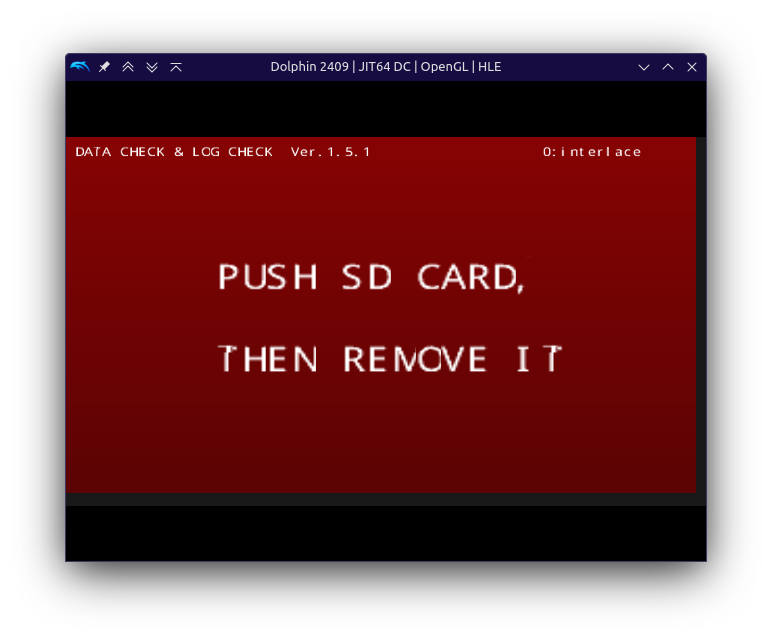 Dolphin 2409 | JIT64 DC | OpenGL | HLE
DATA CHECK & LOG CHECK Ver.1.5.1 0:interlace
PUSH SD CARD,
THEN REMOVE IT